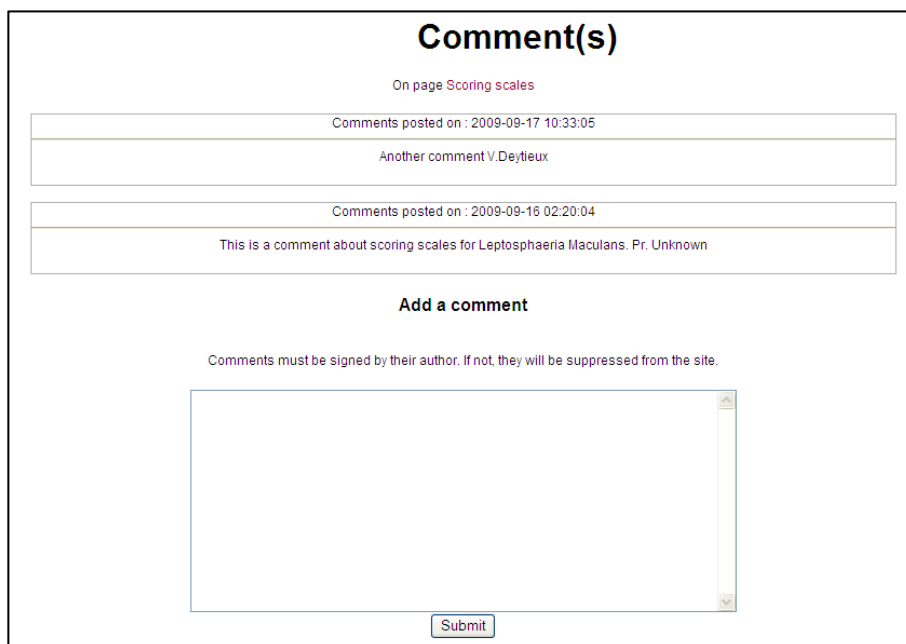 Comment(s)
On page Scoring scales
Comments posted on : 2009-09-17 10:33:05
Another comment V.Deytieux
Comments posted on : 2009-09-16 02:20:04
This is a comment about scoring scales for Leptosphaeria Maculans. Pr. Unknown
Add a comment
Comments must be signed by their author. If not, they will be suppressed from the site.
Submit